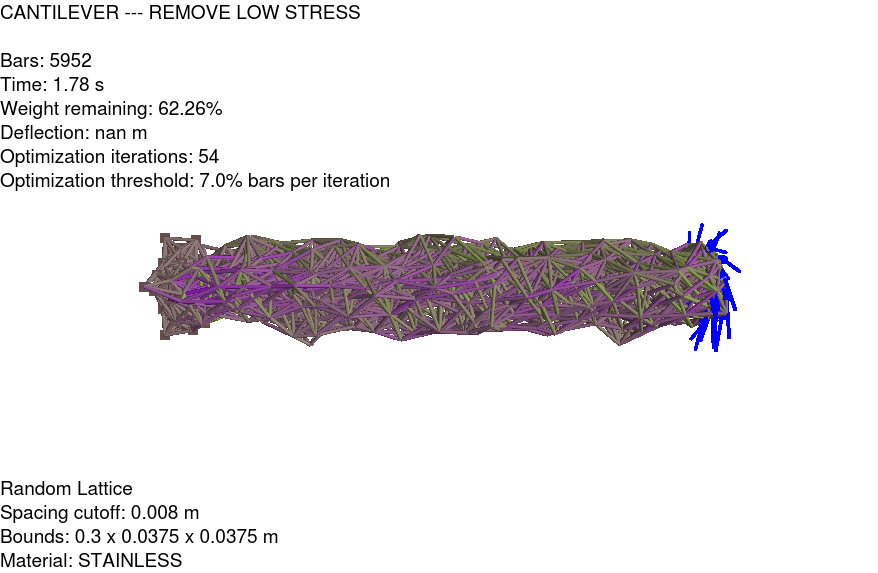 CANTILEVER --- REMOVE LOW STRESS
Bars: 5952
Time: 1.78 s
Weight remaining: 62.26%
Deflection: nan m
Optimization iterations: 54
Optimization threshold: 7.0% bars per iteration
Random Lattice
Spacing cutoff: 0.008 m
Bounds: 0.3 x 0.0375 x 0.0375 m
Material: STAINLESS